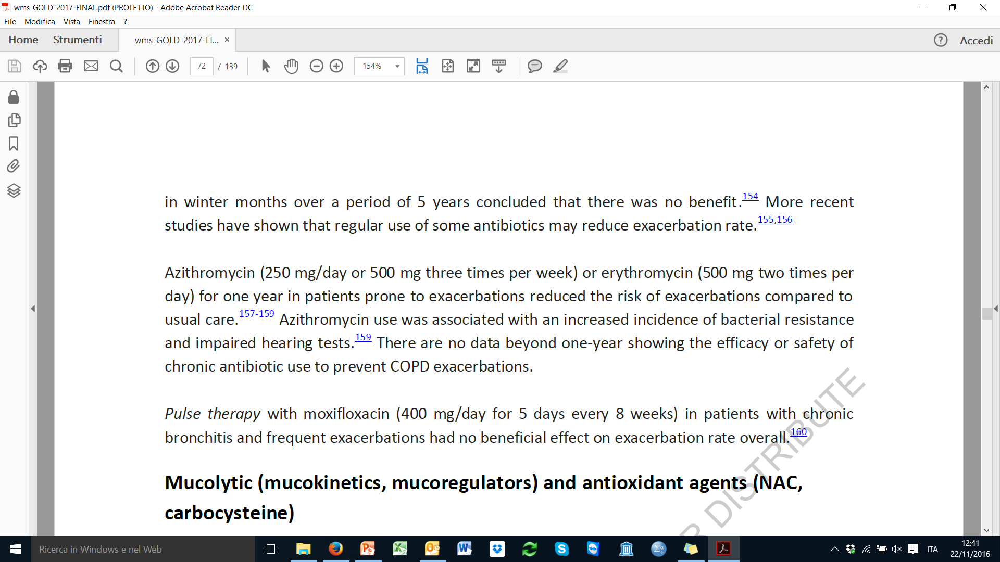 wms-GOLD-2017-FINAL.pdf (PROTETTO) - Adobe Acrobat Reader DC
File Modifica Vista Finestra ?
Home Strumenti wms-GOLD-2017-FI... × ? Accedi
72 / 139 154%
in winter months over a period of 5 years concluded that there was no benefit.154 More recent
studies have shown that regular use of some antibiotics may reduce exacerbation rate.155,156
Azithromycin (250 mg/day or 500 mg three times per week) or erythromycin (500 mg two times per
day) for one year in patients prone to exacerbations reduced the risk of exacerbations compared to
usual care.157-159 Azithromycin use was associated with an increased incidence of bacterial resistance
and impaired hearing tests.159 There are no data beyond one-year showing the efficacy or safety of
chronic antibiotic use to prevent COPD exacerbations.
Pulse therapy with moxifloxacin (400 mg/day for 5 days every 8 weeks) in patients with chronic
bronchitis and frequent exacerbations had no beneficial effect on exacerbation rate overall.160
Mucolytic (mucokinetics, mucoregulators) and antioxidant agents (NAC,
carbocysteine)
R DISTRIBUTE
Ricerca in Windows e nel Web
ITA
12:41
22/11/2016